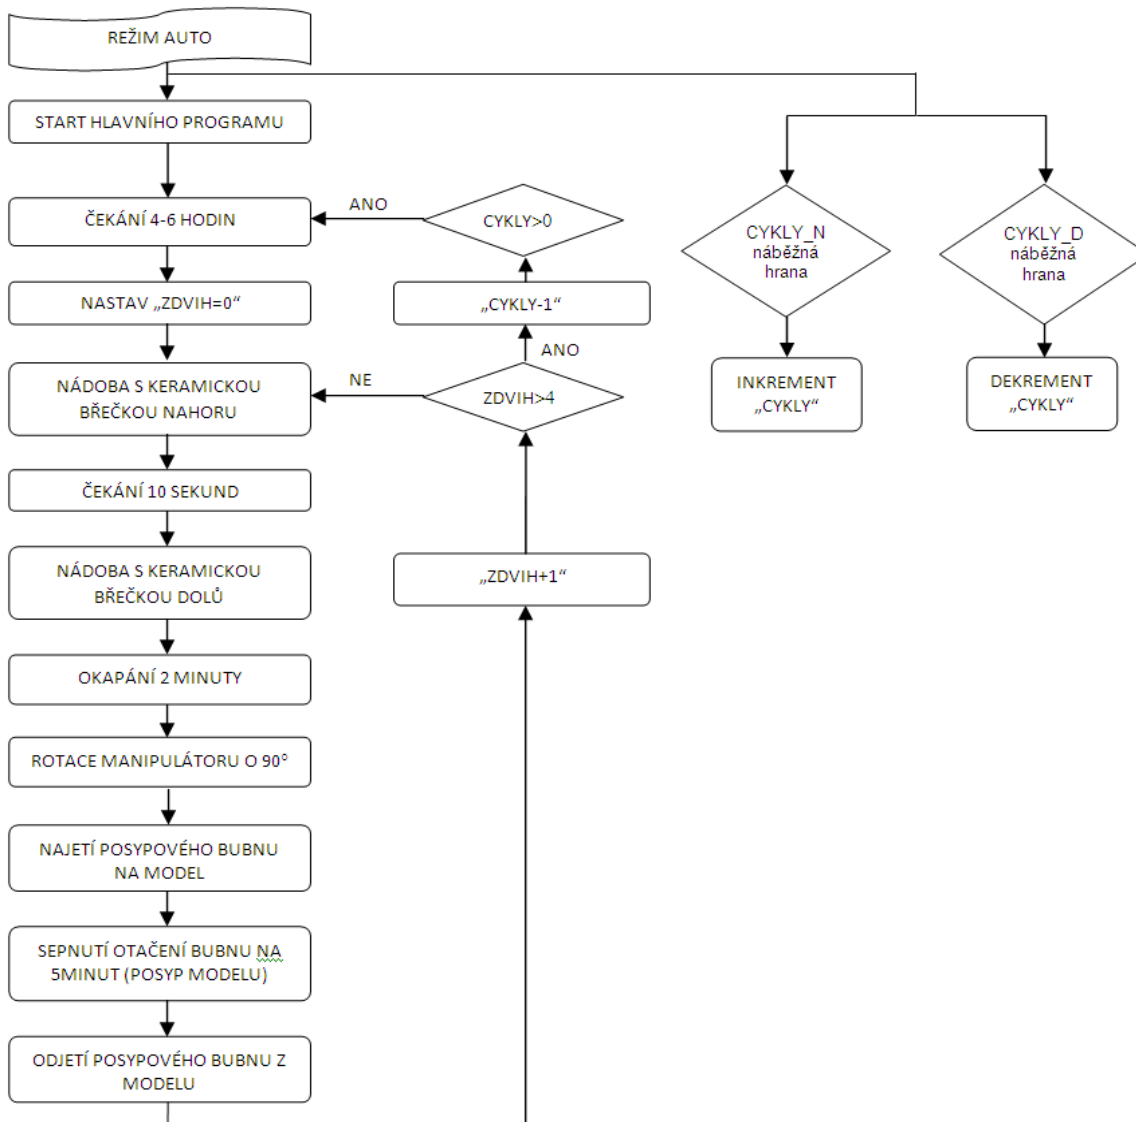 REŽIM AUTO
START HLAVNÍHO PROGRAMU
ČEKÁNÍ 4-6 HODIN
NASTAV „ZDVIH=0“
NÁDOBA S KERAMICKOU
BŘEČKOU NAHORU
ČEKÁNÍ 10 SEKUND
NÁDOBA S KERAMICKOU
BŘEČKOU DOLŮ
OKAPÁNÍ 2 MINUTY
ROTACE MANIPULÁTORU O 90°
NAJETÍ POSYPOVÉHO BUBNU
NA MODEL
SEPNUTÍ OTAČENÍ BUBNU NA
5MINUT (POSYP MODELU)
ODJETÍ POSYPOVÉHO BUBNU Z
MODELU
ANO
CYKLY>0
„CYKLY-1“
ANO
NE
ZDVIH>4
„ZDVIH+1“
CYKLY_N
náběžná
hrana
INKREMENT
„CYKLY“
CYKLY_D
náběžná
hrana
DEKREMENT
„CYKLY“